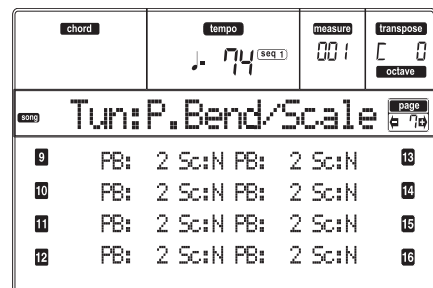 chord tempo measure transpose
♩- 74 seq 1 001 C 0
octave
song Tun:P.Bend/Scale page
7
9 PB: 2 Sc:N PB: 2 Sc:N 13
10 PB: 2 Sc:N PB: 2 Sc:N 14
11 PB: 2 Sc:N PB: 2 Sc:N 15
12 PB: 2 Sc:N PB: 2 Sc:N 16